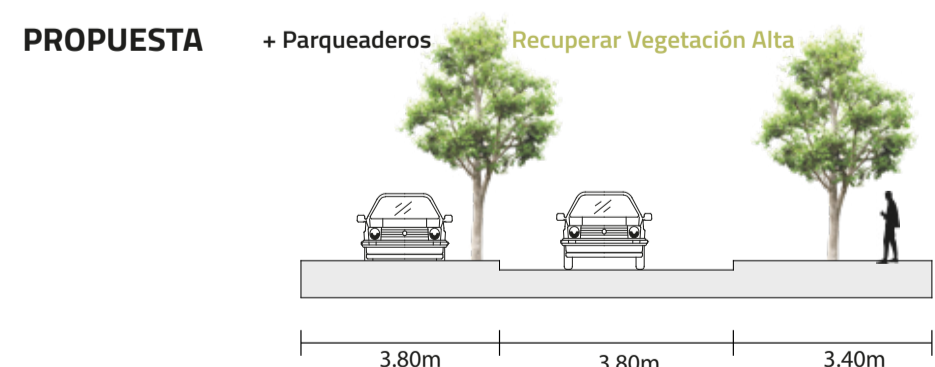 PROPUESTA
+ Parqueaderos
Recuperar Vegetación Alta
3.80m
3.80m
3.40m